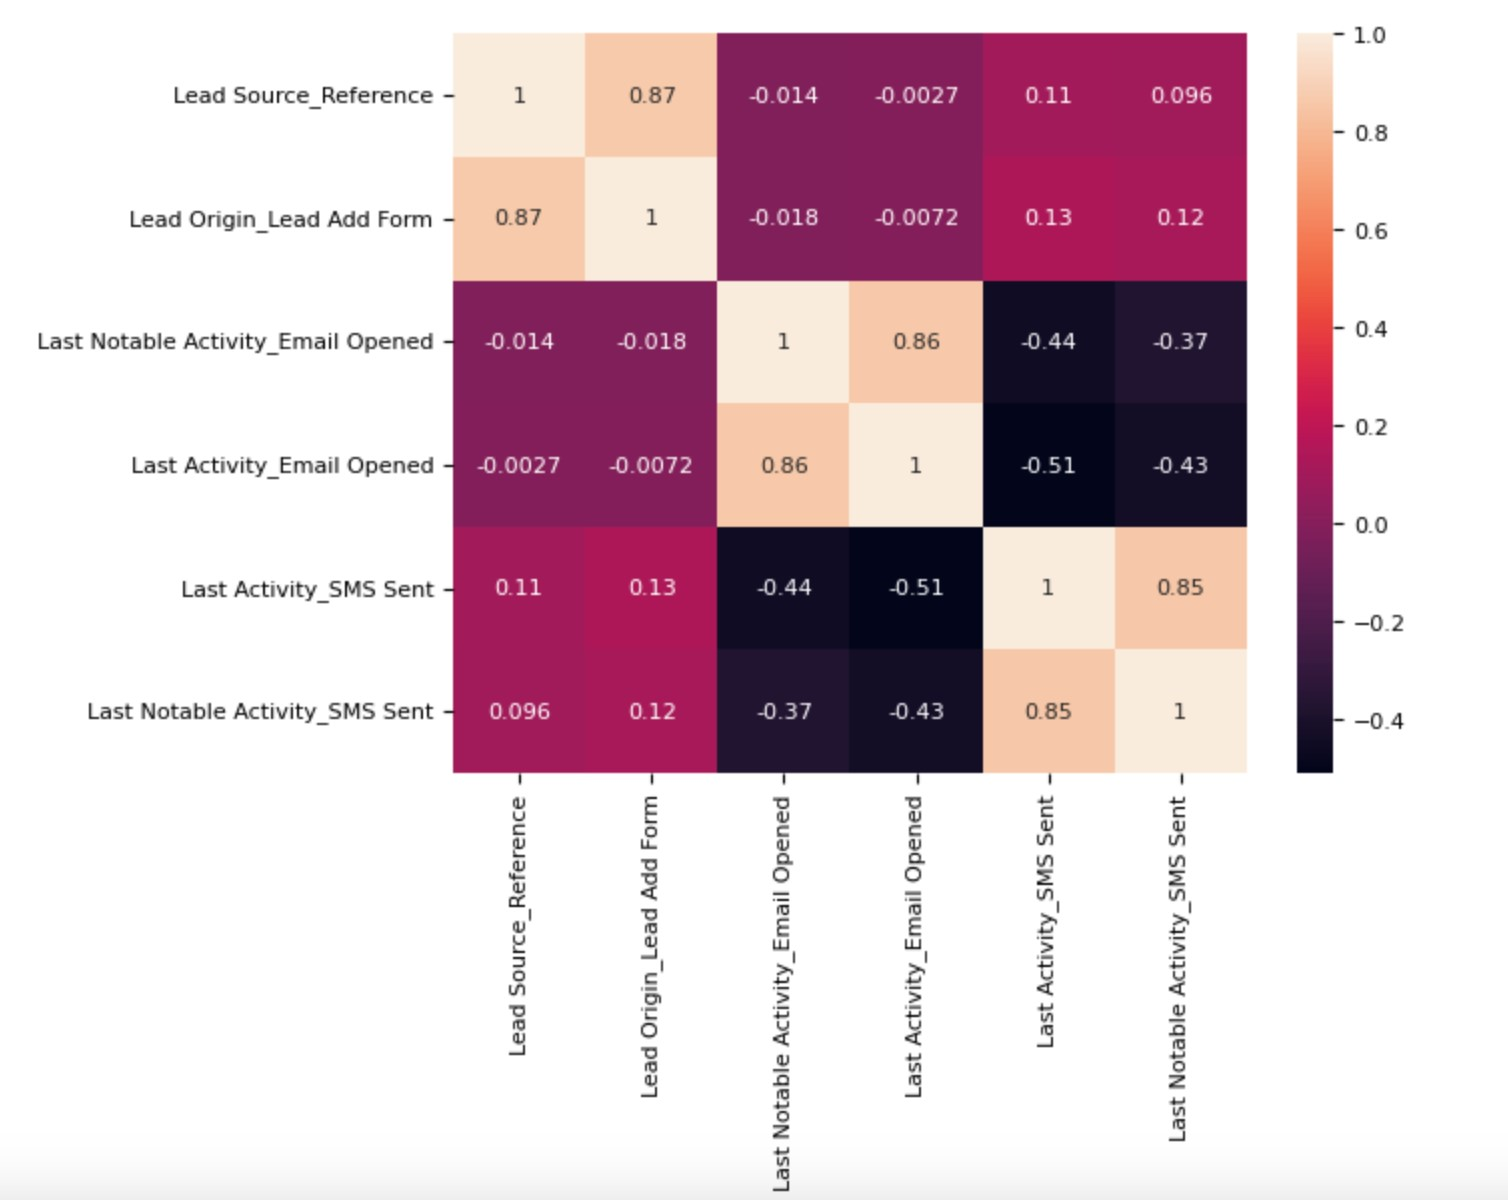 Lead Source_Reference 1 0.87 -0.014 -0.0027 0.11 0.096
Lead Origin_Lead Add Form 0.87 1 -0.018 -0.0072 0.13 0.12
Last Notable Activity_Email Opened -0.014 -0.018 1 0.86 -0.44 -0.37
Last Activity_Email Opened -0.0027 -0.0072 0.86 1 -0.51 -0.43
Last Activity_SMS Sent 0.11 0.13 -0.44 -0.51 1 0.85
Last Notable Activity_SMS Sent 0.096 0.12 -0.37 -0.43 0.85 1
Lead Source_Reference
Lead Origin_Lead Add Form
Last Notable Activity_Email Opened
Last Activity_Email Opened
Last Activity_SMS Sent
Last Notable Activity_SMS Sent
1.0
0.8
0.6
0.4
0.2
0.0
−0.2
−0.4